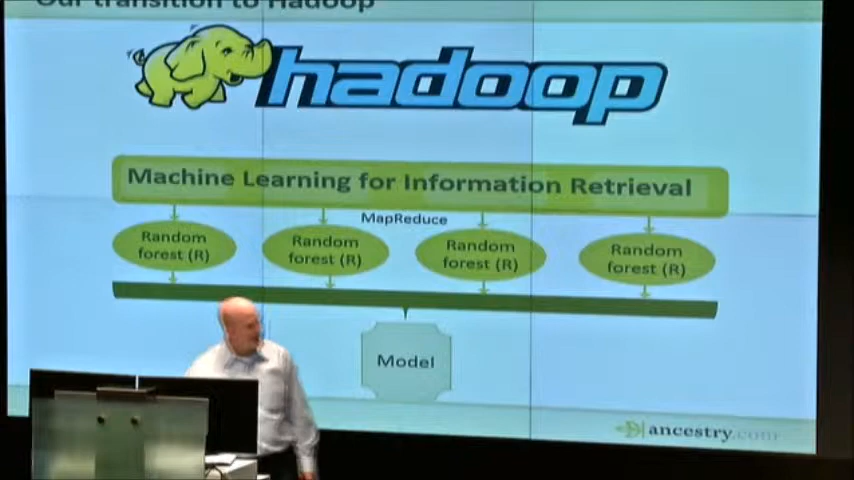 Our transition to Hadoop
hadoop
Machine Learning for Information Retrieval
MapReduce
Random
forest (R)
Random
forest (R)
Random
forest (R)
Random
forest (R)
Model
ancestry.com